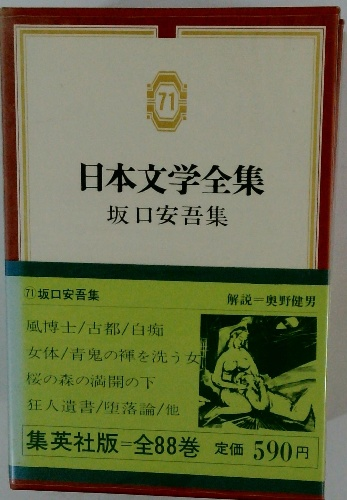 71
日本文学全集
坂口安吾集
71 坂口安吾集
解説=奥野健男
風博士/古都/白痴
女体/青鬼の褌を洗う女
桜の森の満開の下
狂人遺書/堕落論/他
集英社版=全88巻 定価 590円